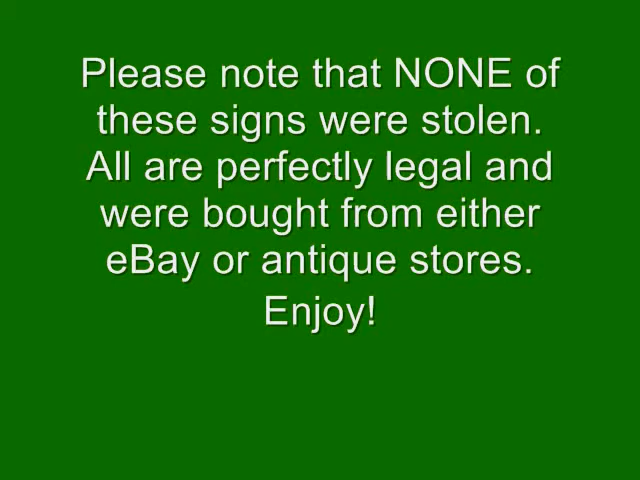 Please note that NONE of
these signs were stolen.
All are perfectly legal and
were bought from either
eBay or antique stores.
Enjoy!